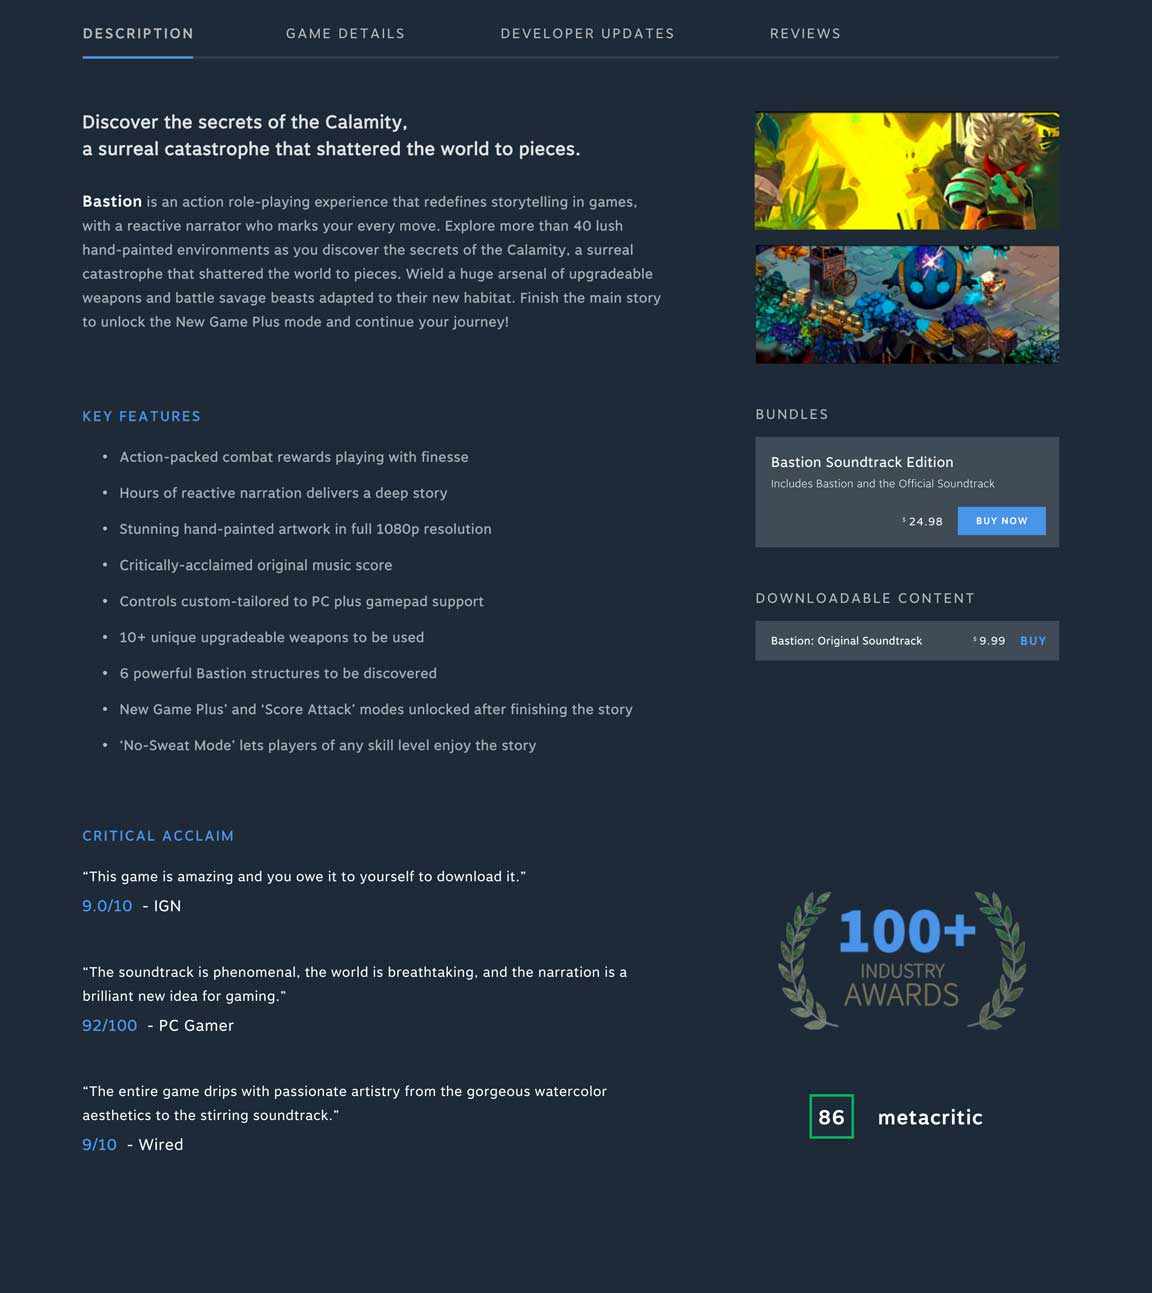 DESCRIPTION
GAME DETAILS
DEVELOPER UPDATES
REVIEWS
Discover the secrets of the Calamity,
a surreal catastrophe that shattered the world to pieces.
Bastion is an action role-playing experience that redefines storytelling in games,
with a reactive narrator who marks your every move. Explore more than 40 lush
hand-painted environments as you discover the secrets of the Calamity, a surreal
catastrophe that shattered the world to pieces. Wield a huge arsenal of upgradeable
weapons and battle savage beasts adapted to their new habitat. Finish the main story
to unlock the New Game Plus mode and continue your journey!
KEY FEATURES
• Action-packed combat rewards playing with finesse
• Hours of reactive narration delivers a deep story
• Stunning hand-painted artwork in full 1080p resolution
• Critically-acclaimed original music score
• Controls custom-tailored to PC plus gamepad support
• 10+ unique upgradeable weapons to be used
• 6 powerful Bastion structures to be discovered
• New Game Plus’ and ‘Score Attack’ modes unlocked after finishing the story
• ‘No-Sweat Mode’ lets players of any skill level enjoy the story
BUNDLES
Bastion Soundtrack Edition
Includes Bastion and the Official Soundtrack
$ 24.98 BUY NOW
DOWNLOADABLE CONTENT
Bastion: Original Soundtrack $ 9.99 BUY
CRITICAL ACCLAIM
“This game is amazing and you owe it to yourself to download it.”
9.0/10 - IGN
“The soundtrack is phenomenal, the world is breathtaking, and the narration is a
brilliant new idea for gaming.”
92/100 - PC Gamer
“The entire game drips with passionate artistry from the gorgeous watercolor
aesthetics to the stirring soundtrack.”
9/10 - Wired
100+
INDUSTRY
AWARDS
86 metacritic